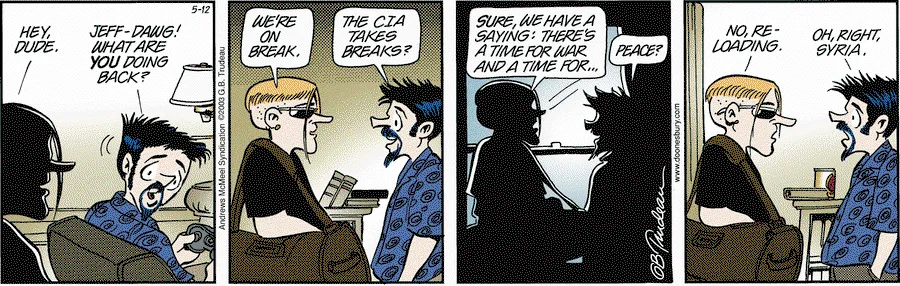 5-12
HEY,
DUDE.
JEFF-DAWG!
WHAT ARE
YOU DOING
BACK?
Andrews McMeel Syndication ©2003 G.B. Trudeau
WE'RE
ON
BREAK.
THE CIA
TAKES
BREAKS?
SURE, WE HAVE A
SAYING: THERE'S
A TIME FOR WAR
AND A TIME FOR...
PEACE?
GBTrudeau
www.doonesbury.com
NO, RE-
LOADING.
OH, RIGHT,
SYRIA.